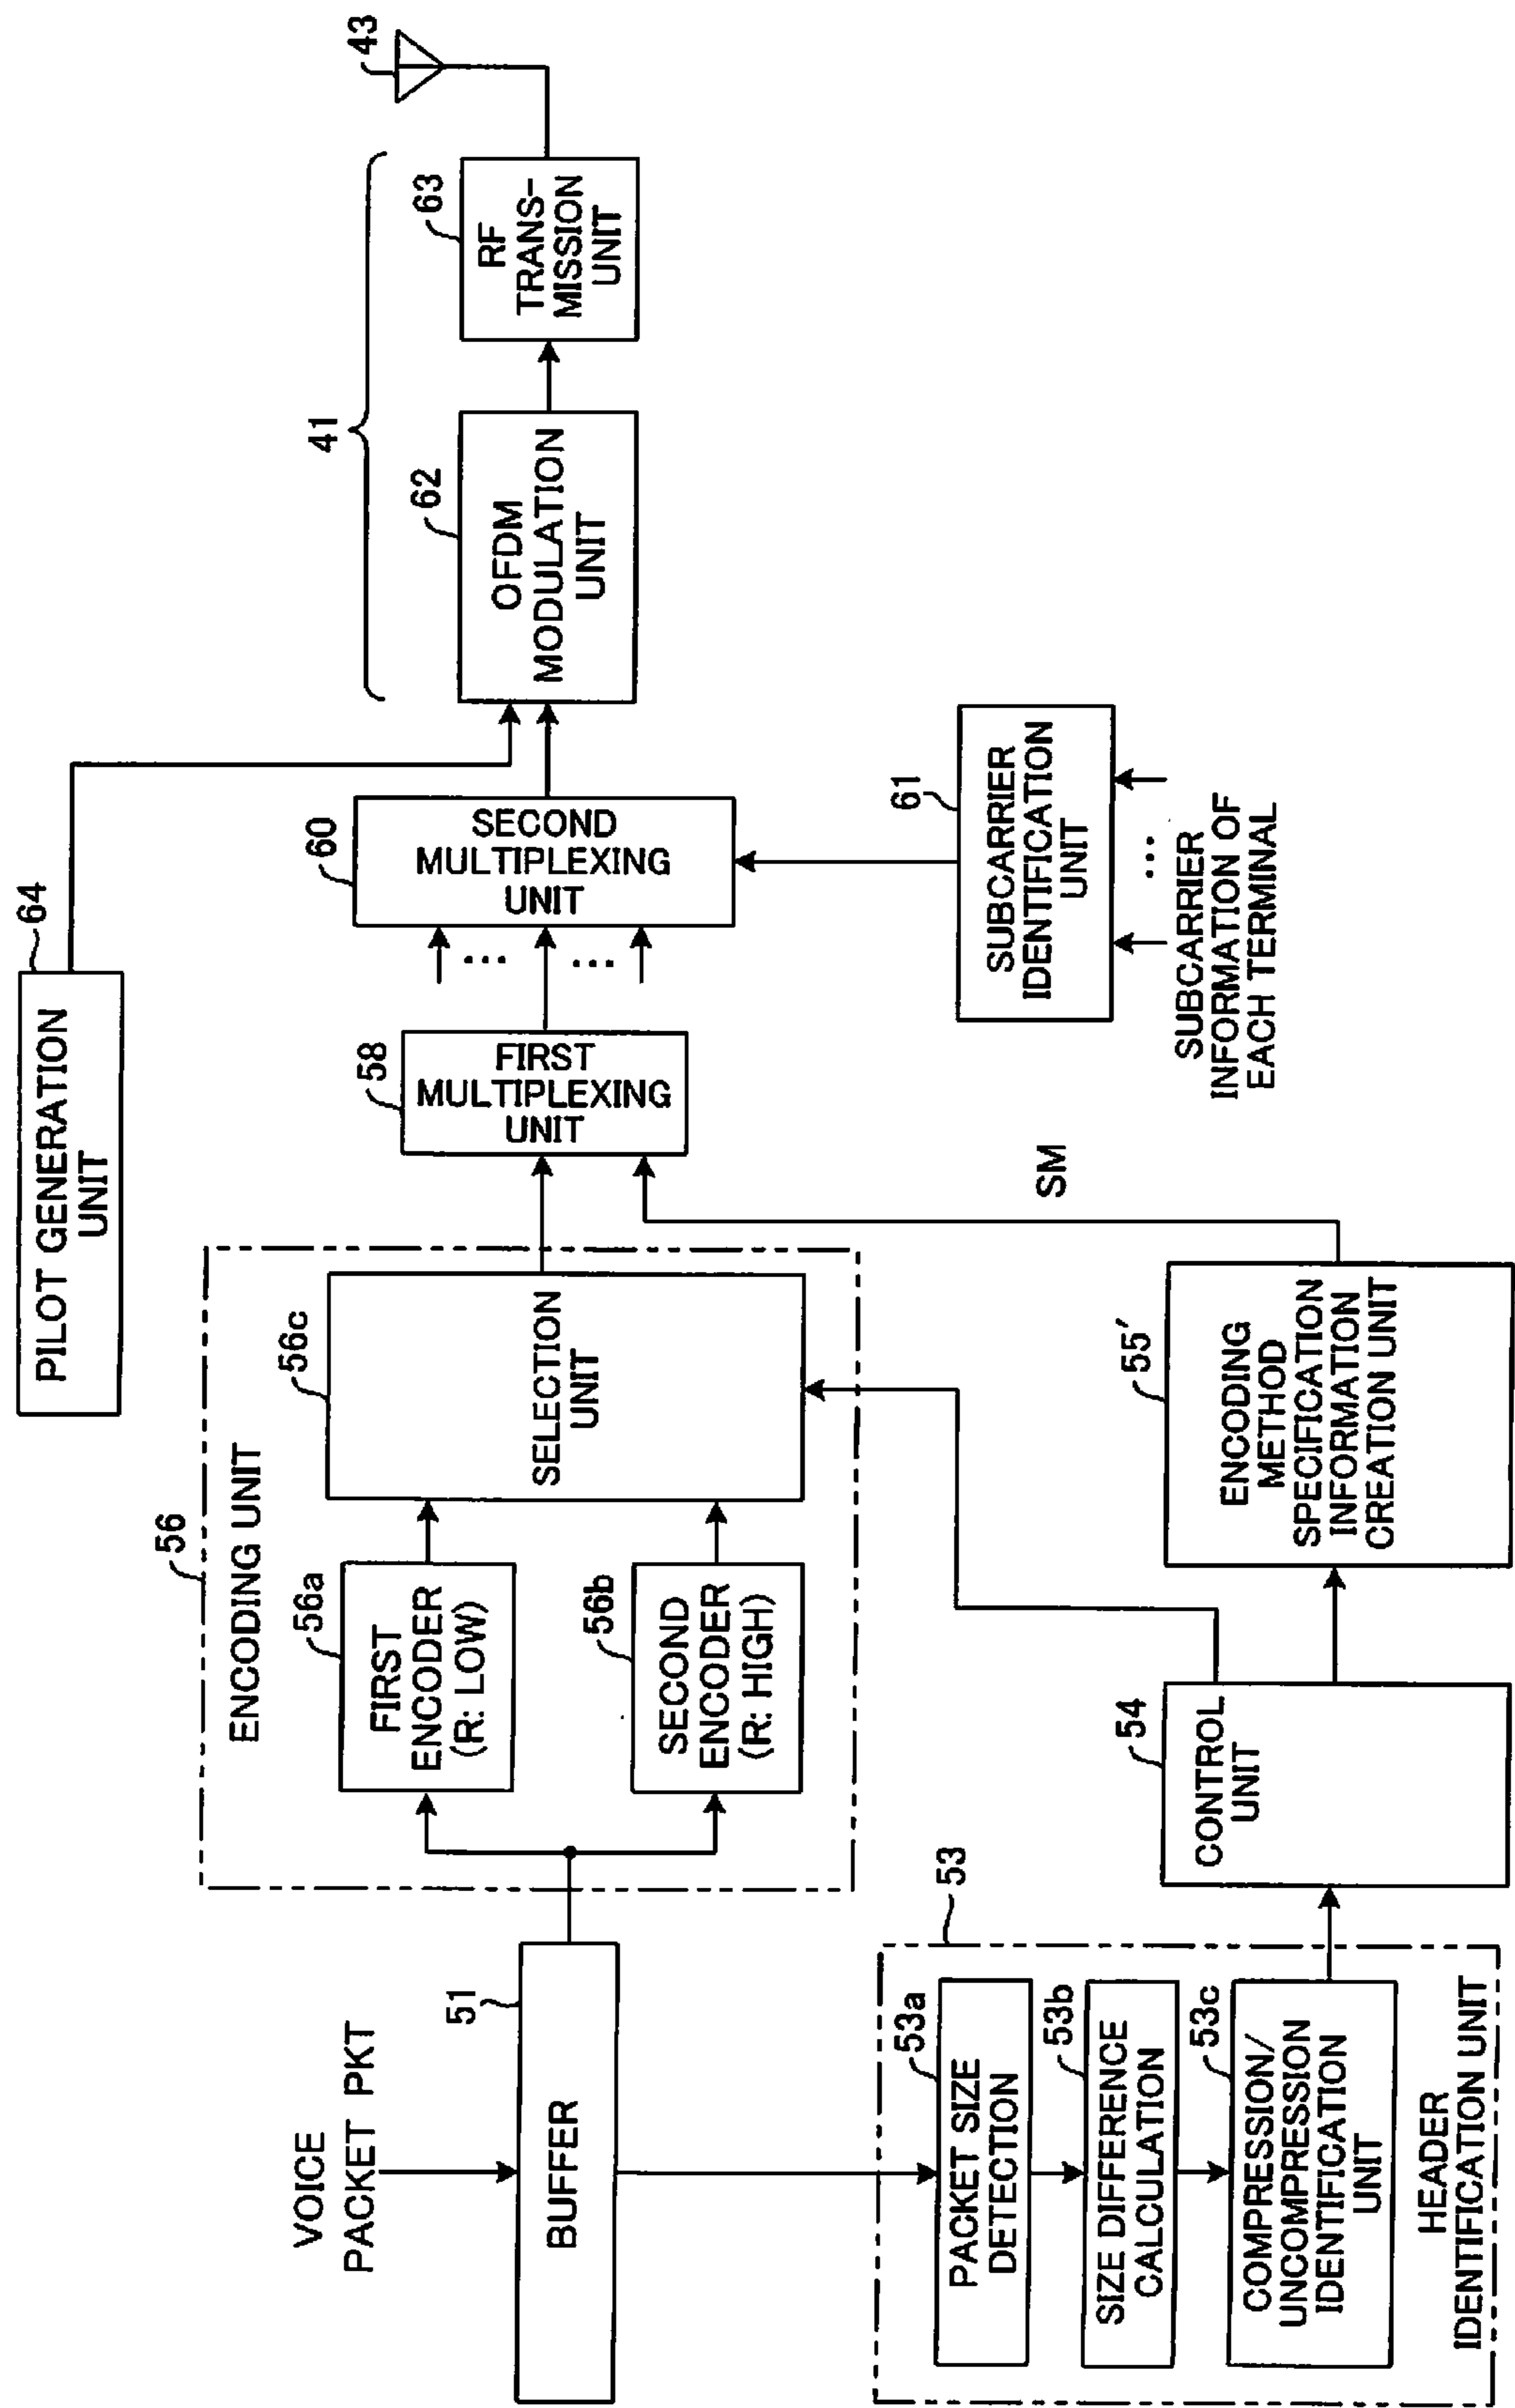 VOICE
PACKET PKT
51
BUFFER
56
ENCODING UNIT
56a
FIRST
ENCODER
(R: LOW)
56b
SECOND
ENCODER
(R: HIGH)
56c
SELECTION
UNIT
53
53a
PACKET SIZE
DETECTION
53b
SIZE DIFFERENCE
CALCULATION
53c
COMPRESSION/
UNCOMPRESSION
IDENTIFICATION
UNIT
HEADER
IDENTIFICATION UNIT
54
CONTROL
UNIT
55′
ENCODING
METHOD
SPECIFICATION
INFORMATION
CREATION UNIT
SM
58
FIRST
MULTIPLEXING
UNIT
...
...
60
SECOND
MULTIPLEXING
UNIT
61
SUBCARRIER
IDENTIFICATION
UNIT
...
SUBCARRIER
INFORMATION OF
EACH TERMINAL
64
PILOT GENERATION
UNIT
41
62
OFDM
MODULATION
UNIT
63
RF
TRANS-
MISSION
UNIT
43